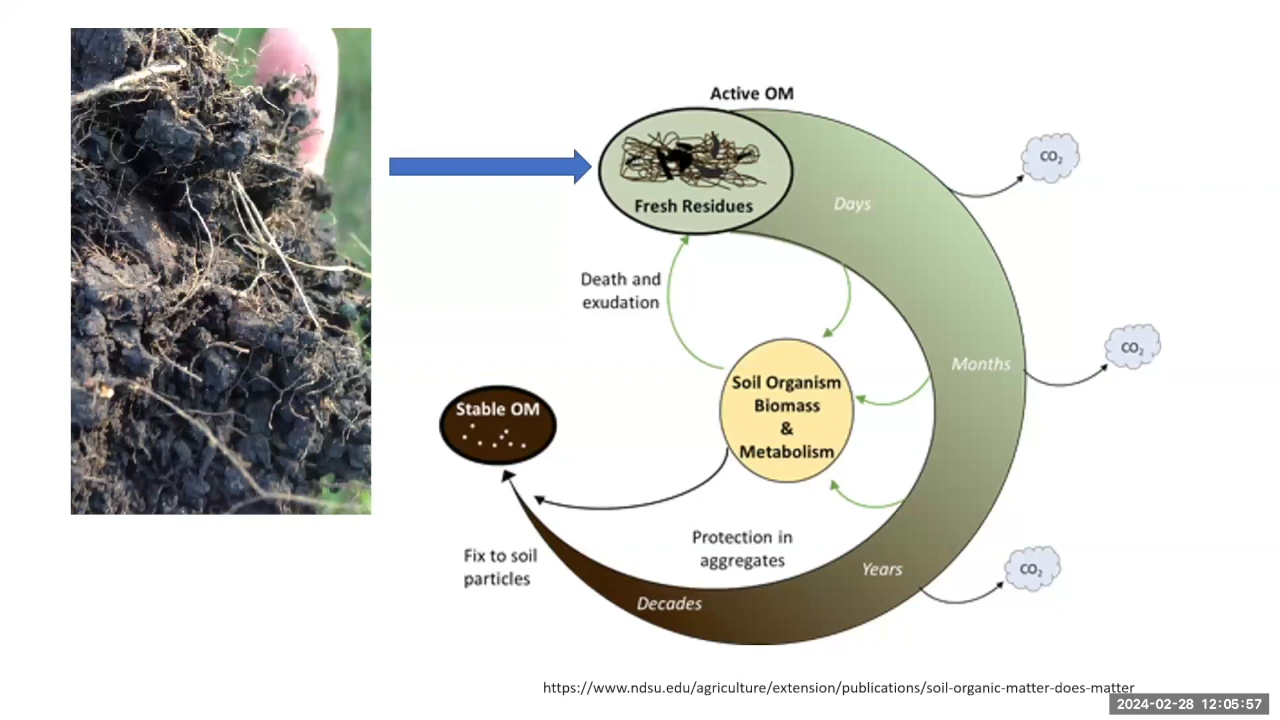 Active OM
Fresh Residues
Days
CO2
Death and
exudation
Months
CO2
Soil Organism
Biomass
&
Metabolism
Stable OM
Protection in
aggregates
Fix to soil
particles
Years
CO2
Decades
https://www.ndsu.edu/agriculture/extension/publications/soil-organic-matter-does-matter
2024-02-28 12:05:57